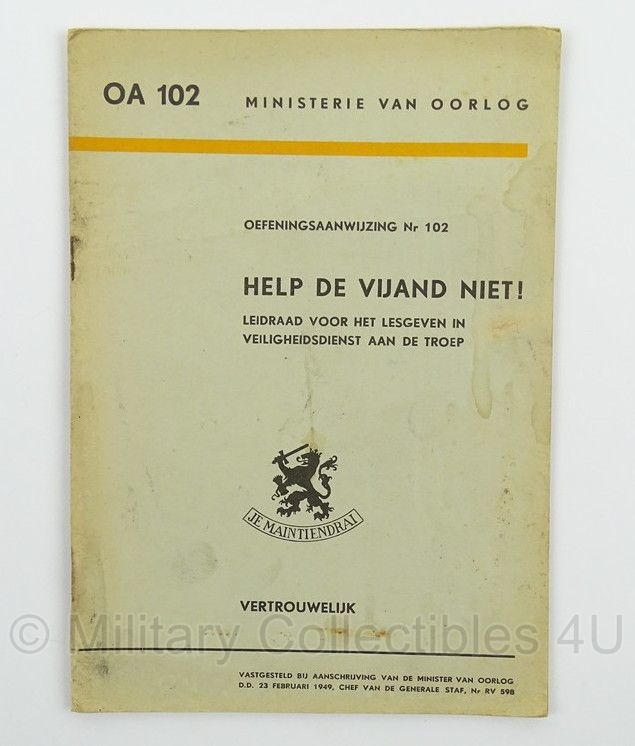 OA 102 MINISTERIE VAN OORLOG
OEFENINGSAANWIJZING Nr 102
HELP DE VIJAND NIET!
LEIDRAAD VOOR HET LESGEVEN IN
VEILIGHEIDSDIENST AAN DE TROEP
JE MAINTIENDRAI
VERTROUWELIJK
© Military Collectibles 4U
VASTGESTELD BIJ AANSCHRIJVING VAN DE MINISTER VAN OORLOG
D.D. 23 FEBRUARI 1949, CHEF VAN DE GENERALE STAF, Nr RV 598